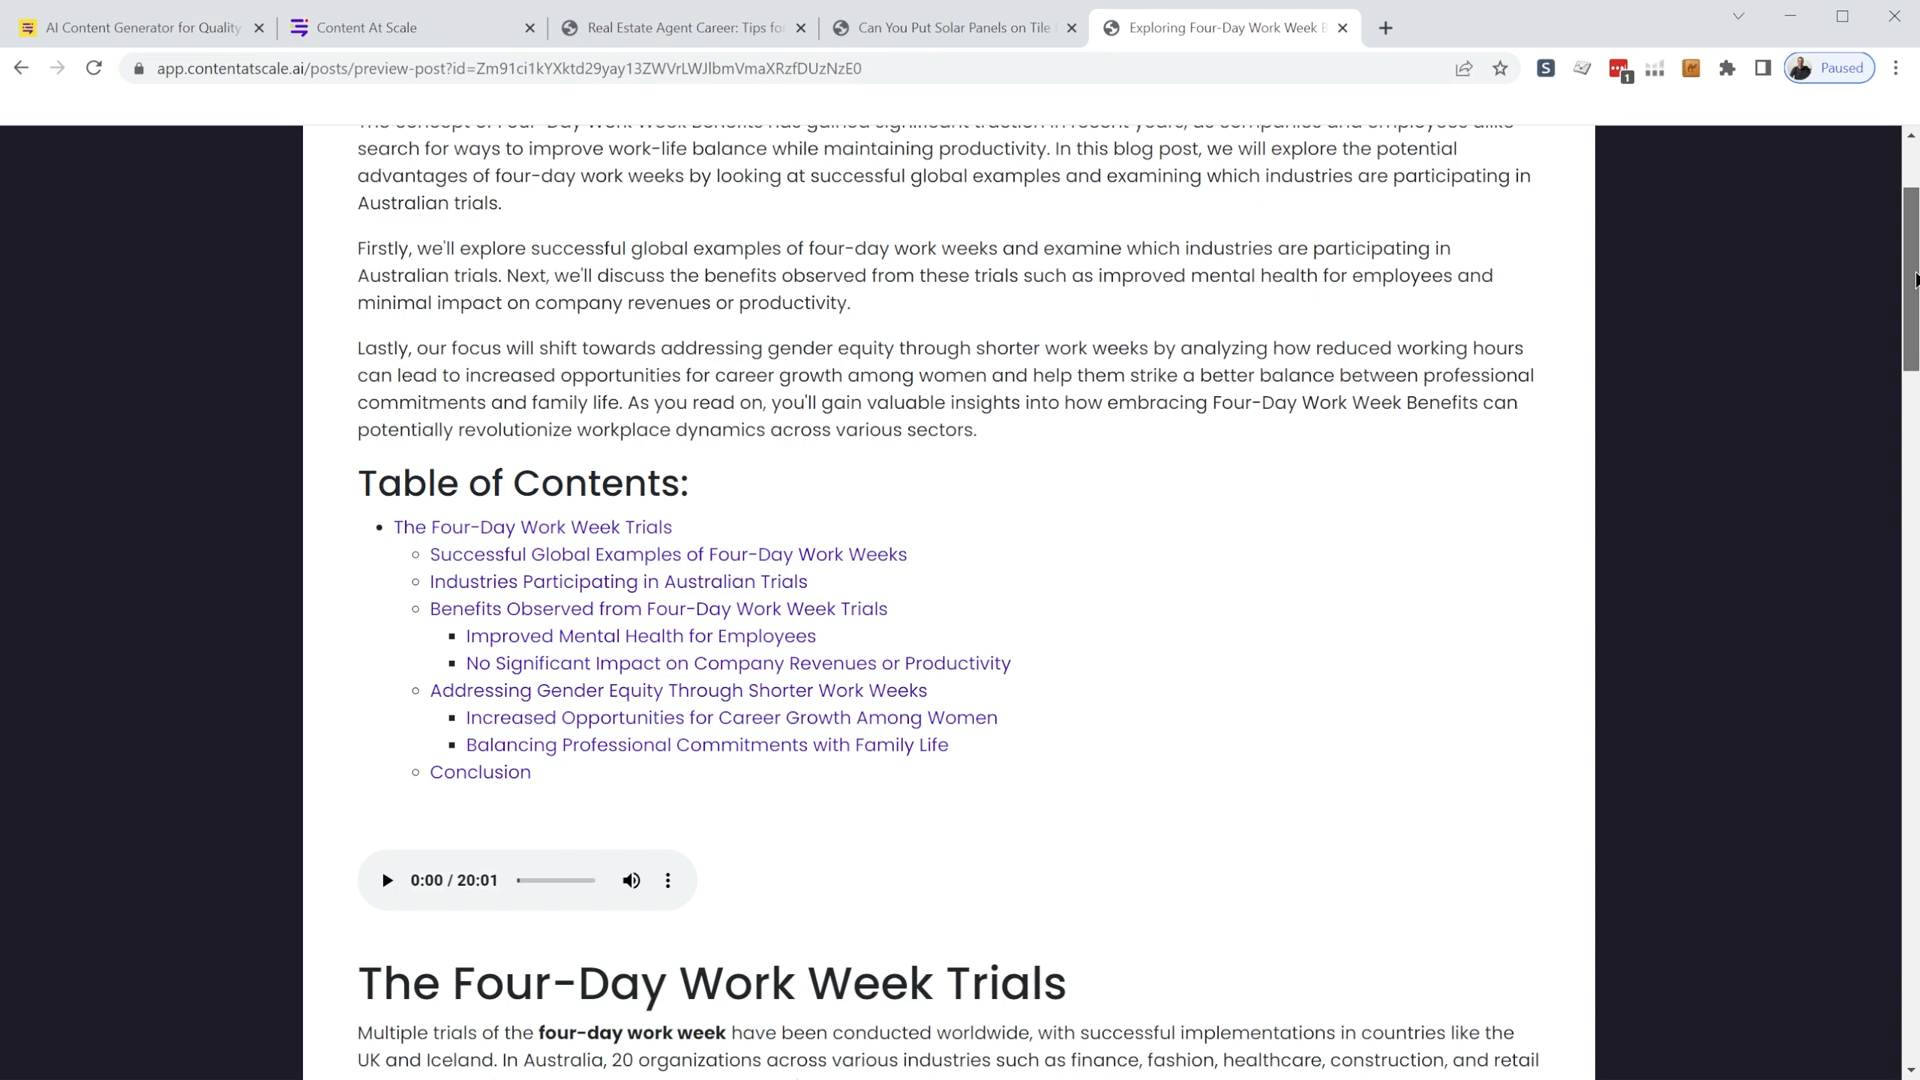 AI Content Generator for Quality
Content At Scale
Real Estate Agent Career: Tips fo
Can You Put Solar Panels on Tile
Exploring Four-Day Work Week B
app.contentatscale.ai/posts/preview-post?id=Zm91ci1kYXktd29yay13ZWVrLWJlbmVmaXRzfDUzNzE0
S
1
Paused
The concept of Four-Day Work Week Benefits has gained significant traction in recent years, as companies and employees alike
search for ways to improve work-life balance while maintaining productivity. In this blog post, we will explore the potential
advantages of four-day work weeks by looking at successful global examples and examining which industries are participating in
Australian trials.
Firstly, we'll explore successful global examples of four-day work weeks and examine which industries are participating in
Australian trials. Next, we'll discuss the benefits observed from these trials such as improved mental health for employees and
minimal impact on company revenues or productivity.
Lastly, our focus will shift towards addressing gender equity through shorter work weeks by analyzing how reduced working hours
can lead to increased opportunities for career growth among women and help them strike a better balance between professional
commitments and family life. As you read on, you'll gain valuable insights into how embracing Four-Day Work Week Benefits can
potentially revolutionize workplace dynamics across various sectors.
Table of Contents:
The Four-Day Work Week Trials
Successful Global Examples of Four-Day Work Weeks
Industries Participating in Australian Trials
Benefits Observed from Four-Day Work Week Trials
Improved Mental Health for Employees
No Significant Impact on Company Revenues or Productivity
Addressing Gender Equity Through Shorter Work Weeks
Increased Opportunities for Career Growth Among Women
Balancing Professional Commitments with Family Life
Conclusion
0:00 / 20:01
The Four-Day Work Week Trials
Multiple trials of the four-day work week have been conducted worldwide, with successful implementations in countries like the
UK and Iceland. In Australia, 20 organizations across various industries such as finance, fashion, healthcare, construction, and retail